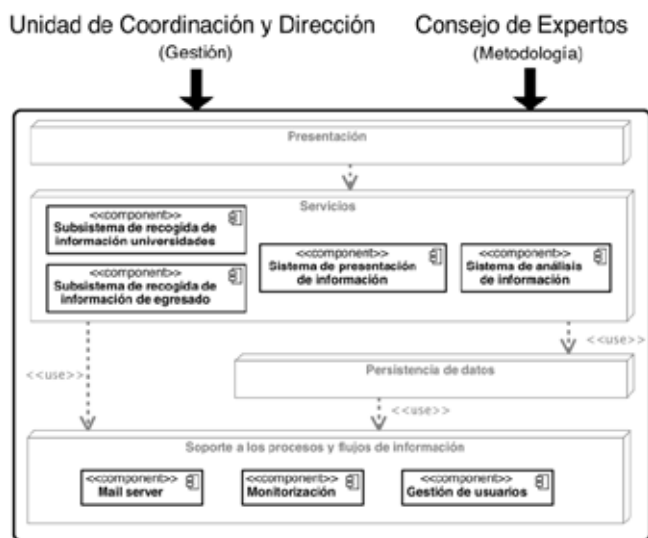 Unidad de Coordinación y Dirección
(Gestión)
Consejo de Expertos
(Metodología)
Presentación
Servicios
<<component>>
Subsistema de recogida de
información universidades
<<component>>
Subsistema de recogida de
información de egresado
<<component>>
Sistema de presentación
de información
<<component>>
Sistema de análisis
de información
<<use>>
<<use>>
Persistencia de datos
<<use>>
Soporte a los procesos y flujos de información
<<component>>
Mail server
<<component>>
Monitorización
<<component>>
Gestión de usuarios